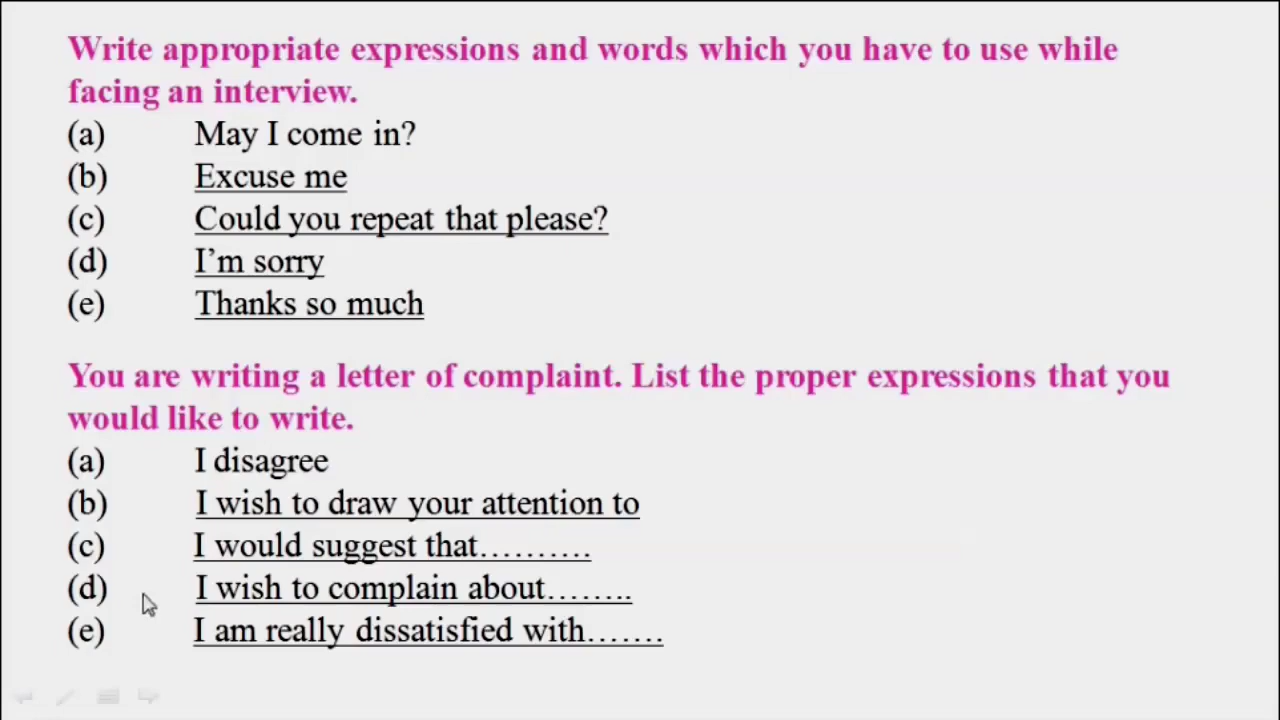 Write appropriate expressions and words which you have to use while
facing an interview.
(a) May I come in?
(b) Excuse me
(c) Could you repeat that please?
(d) I’m sorry
(e) Thanks so much
You are writing a letter of complaint. List the proper expressions that you
would like to write.
(a) I disagree
(b) I wish to draw your attention to
(c) I would suggest that..........
(d) I wish to complain about........
(e) I am really dissatisfied with.......